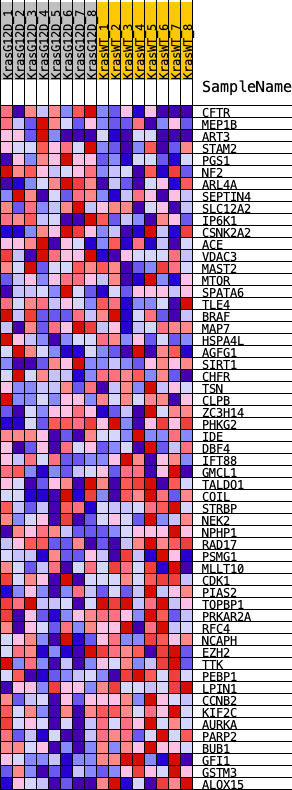 KrasG12D_1
KrasG12D_2
KrasG12D_3
KrasG12D_4
KrasG12D_5
KrasG12D_6
KrasG12D_7
KrasG12D_8
KrasWT_1
KrasWT_2
KrasWT_3
KrasWT_4
KrasWT_5
KrasWT_6
KrasWT_7
KrasWT_8
SampleName
CFTR
MEP1B
ART3
STAM2
PGS1
NF2
ARL4A
SEPTIN4
SLC12A2
IP6K1
CSNK2A2
ACE
VDAC3
MAST2
MTOR
SPATA6
TLE4
BRAF
MAP7
HSPA4L
AGFG1
SIRT1
CHFR
TSN
CLPB
ZC3H14
PHKG2
IDE
DBF4
IFT88
GMCL1
TALDO1
COIL
STRBP
NEK2
NPHP1
RAD17
PSMG1
MLLT10
CDK1
PIAS2
TOPBP1
PRKAR2A
RFC4
NCAPH
EZH2
TTK
PEBP1
LPIN1
CCNB2
KIF2C
AURKA
PARP2
BUB1
GFI1
GSTM3
ALOX15